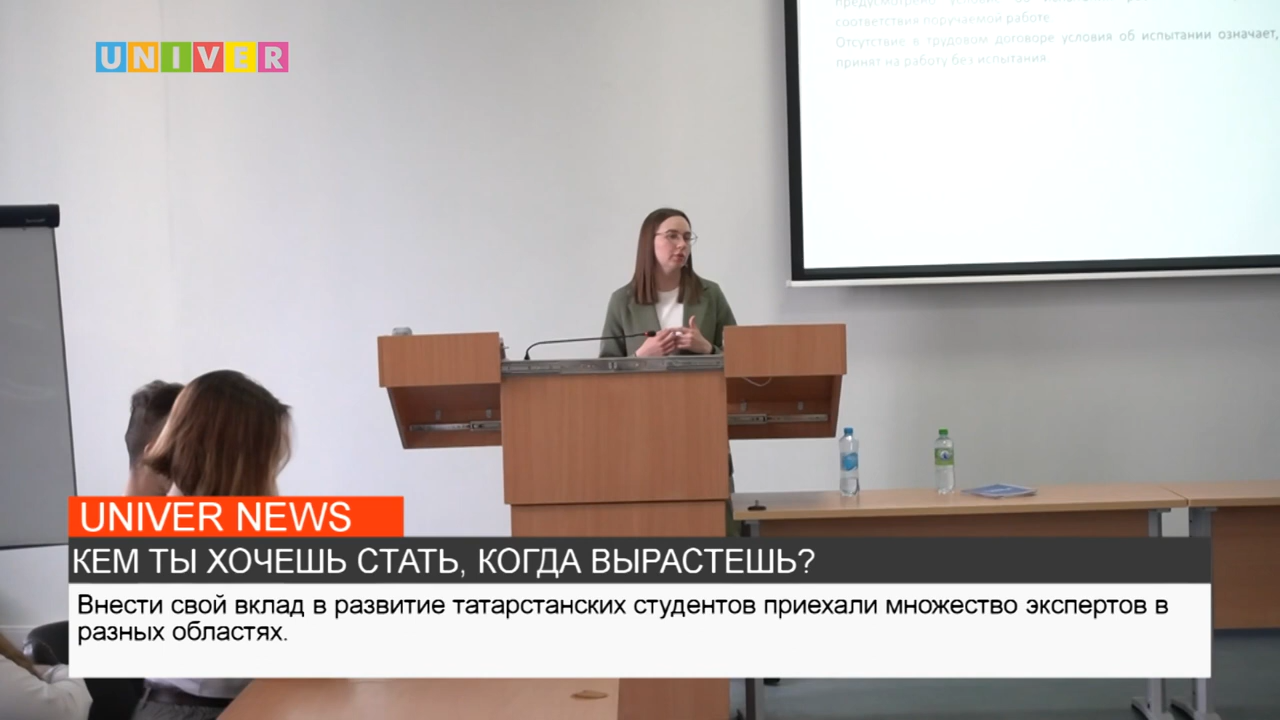 соответствия поручаемой работе.
Отсутствие в трудовом договоре условия об испытании означает,
принят на работу без испытания.
UNIVER
UNIVER NEWS
КЕМ ТЫ ХОЧЕШЬ СТАТЬ, КОГДА ВЫРАСТЕШЬ?
Внести свой вклад в развитие татарстанских студентов приехали множество экспертов в
разных областях.